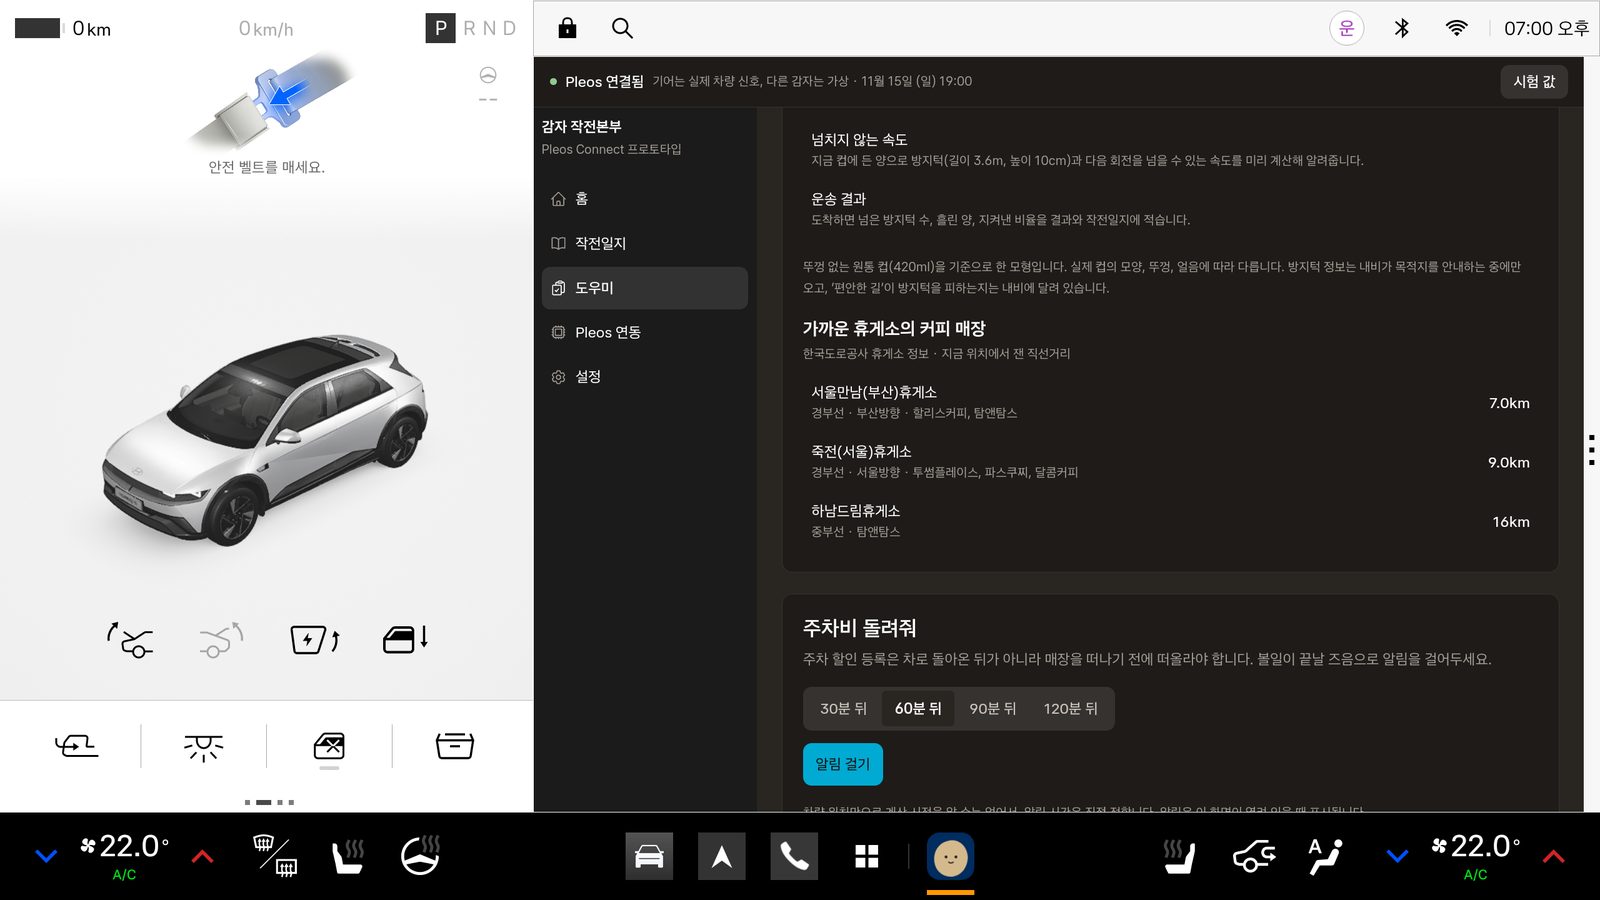 0km
0km/h
P R N D
안전 벨트를 매세요.
운
07:00 오후
Pleos 연결됨 기어는 실제 차량 신호, 다른 감자는 가상 · 11월 15일 (일) 19:00
시험 값
감자 작전본부
Pleos Connect 프로토타입
홈
작전일지
도우미
Pleos 연동
설정
넘치지 않는 속도
지금 컵에 든 양으로 방지턱(길이 3.6m, 높이 10cm)과 다음 회전을 넘을 수 있는 속도를 미리 계산해 알려줍니다.
운송 결과
도착하면 넘은 방지턱 수, 흘린 양, 지켜낸 비율을 결과와 작전일지에 적습니다.
뚜껑 없는 원통 컵(420ml)을 기준으로 한 모형입니다. 실제 컵의 모양, 뚜껑, 얼음에 따라 다릅니다. 방지턱 정보는 내비가 목적지를 안내하는 중에만
오고, '편안한 길'이 방지턱을 피하는지는 내비에 달려 있습니다.
가까운 휴게소의 커피 매장
한국도로공사 휴게소 정보 · 지금 위치에서 잰 직선거리
서울만남(부산)휴게소
경부선 · 부산방향 · 할리스커피, 탐앤탐스
7.0km
죽전(서울)휴게소
경부선 · 서울방향 · 투썸플레이스, 파스쿠찌, 달콤커피
9.0km
하남드림휴게소
중부선 · 탐앤탐스
16km
주차비 돌려줘
주차 할인 등록은 차로 돌아온 뒤가 아니라 매장을 떠나기 전에 떠올라야 합니다. 볼일이 끝날 즈음으로 알림을 걸어두세요.
30분 뒤 60분 뒤 90분 뒤 120분 뒤
알림 걸기
22.0°
A/C
A
22.0°
A/C